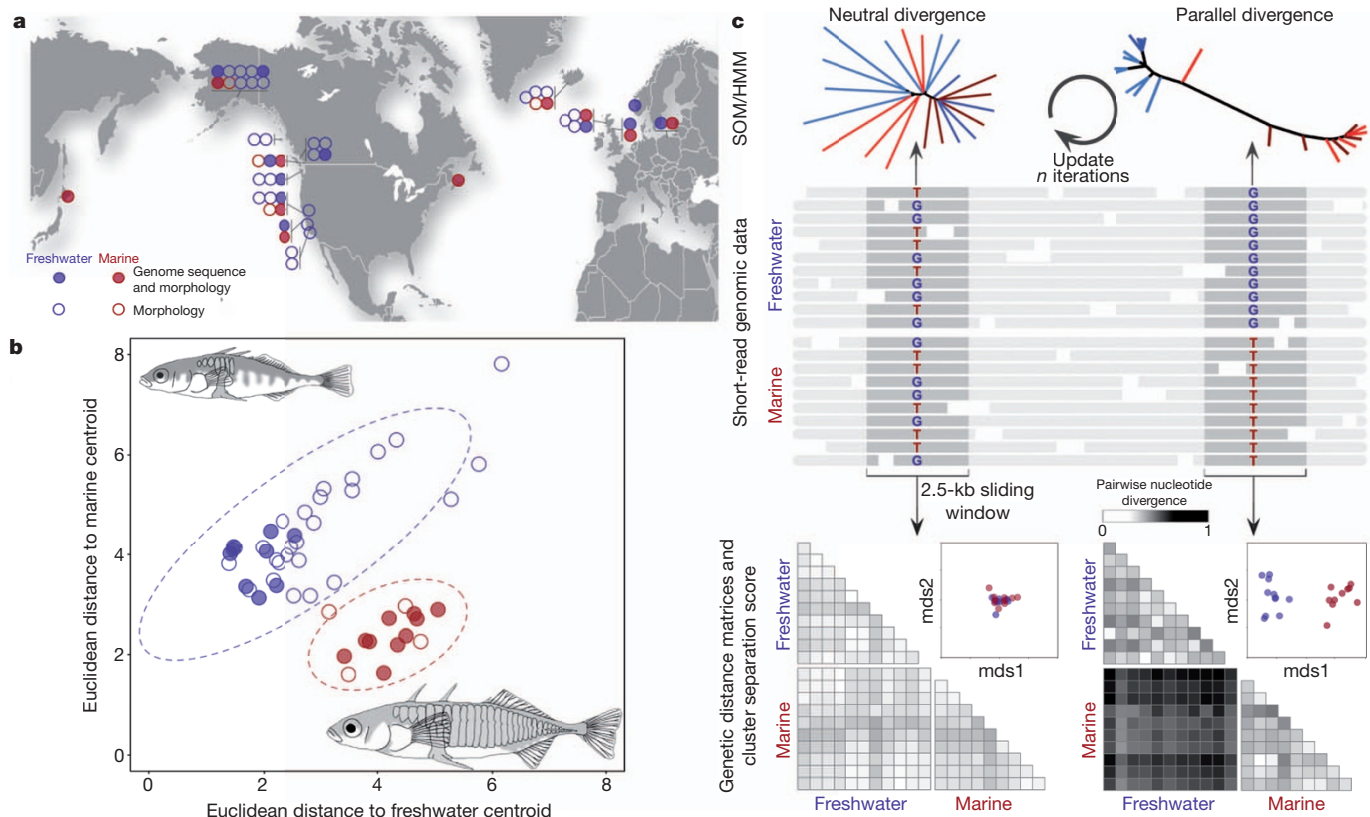 a
Freshwater Marine
Genome sequence
and morphology
Morphology
b
Euclidean distance to marine centroid
8
6
4
2
0
0 2 4 6 8
Euclidean distance to freshwater centroid
c
Neutral divergence
Parallel divergence
SOM/HMM
Update
n iterations
Short-read genomic data
Freshwater
T G
G G
G G
T G
T G
G G
T G
G G
G G
T G
G G
Marine
G T
T T
T T
G T
G T
T T
G T
T T
T T
G T
2.5-kb sliding
window
Pairwise nucleotide
divergence
0 1
Genetic distance matrices and
cluster separation score
Freshwater
mds2
mds1
Marine
Freshwater
Marine
Freshwater
mds2
mds1
Marine
Freshwater
Marine